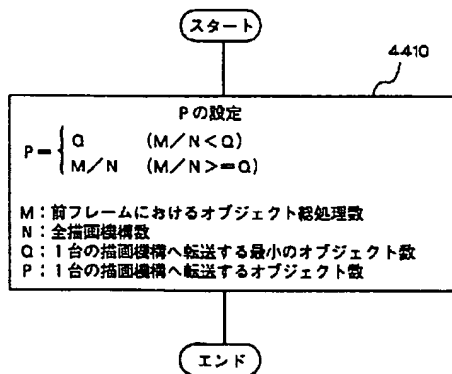 スタート
4410
Pの設定
P= { Q (M/N<Q)
M/N (M/N>=Q)
M:前フレームにおけるオブジェクト総処理数
N:全描画機構数
Q:1台の描画機構へ転送する最小のオブジェクト数
P:1台の描画機構へ転送するオブジェクト数
エンド